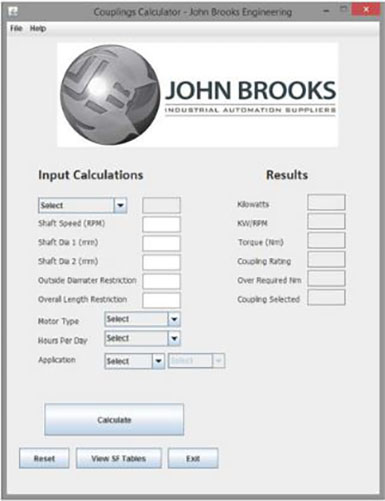 Couplings Calculator - John Brooks Engineering
File Help
JOHN BROOKS
INDUSTRIAL AUTOMATION SUPPLIERS
Input Calculations
Select
Shaft Speed (RPM)
Shaft Dia 1 (mm)
Shaft Dia 2 (mm)
Outside Diamater Restriction
Overall Length Restriction
Motor Type Select
Hours Per Day Select
Application Select Select
Results
Kilowatts
KW/RPM
Torque (Nm)
Coupling Rating
Over Required Nm
Coupling Selected
Calculate
Reset View SF Tables Exit